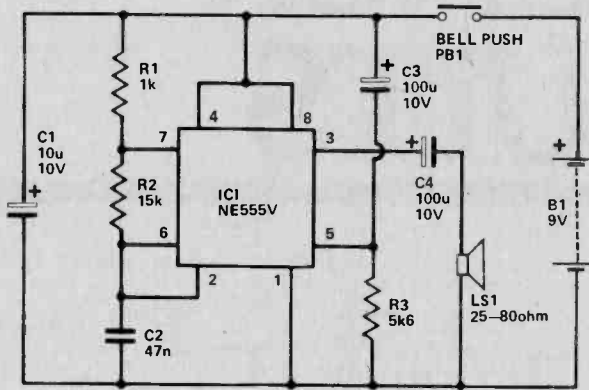 BELL PUSH
PB1
R1
1k
C3
100u
10V
+
4
8
7
3
+
C1
10u
10V
+
R2
15k
IC1
NE555V
C4
100u
10V
+
B1
9V
6
5
2
1
R3
5k6
LS1
25–80ohm
C2
47n